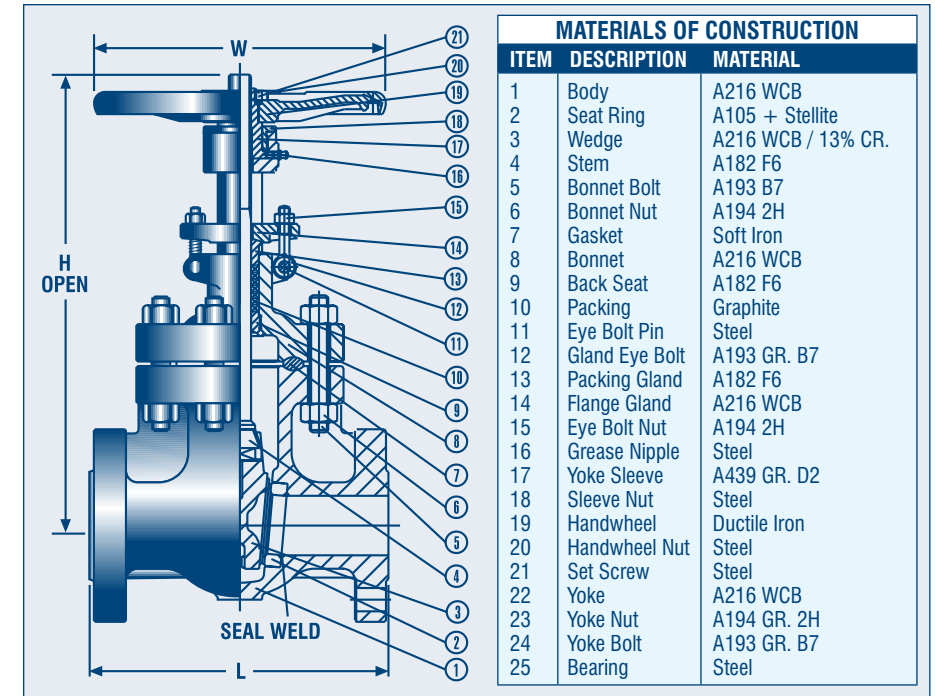 W
H
OPEN
SEAL WELD
L
21
20
19
18
17
16
15
14
13
12
11
10
9
8
7
6
5
4
3
2
1
MATERIALS OF CONSTRUCTION
ITEM DESCRIPTION MATERIAL
1 Body A216 WCB
2 Seat Ring A105 + Stellite
3 Wedge A216 WCB / 13% CR.
4 Stem A182 F6
5 Bonnet Bolt A193 B7
6 Bonnet Nut A194 2H
7 Gasket Soft Iron
8 Bonnet A216 WCB
9 Back Seat A182 F6
10 Packing Graphite
11 Eye Bolt Pin Steel
12 Gland Eye Bolt A193 GR. B7
13 Packing Gland A182 F6
14 Flange Gland A216 WCB
15 Eye Bolt Nut A194 2H
16 Grease Nipple Steel
17 Yoke Sleeve A439 GR. D2
18 Sleeve Nut Steel
19 Handwheel Ductile Iron
20 Handwheel Nut Steel
21 Set Screw Steel
22 Yoke A216 WCB
23 Yoke Nut A194 GR. 2H
24 Yoke Bolt A193 GR. B7
25 Bearing Steel